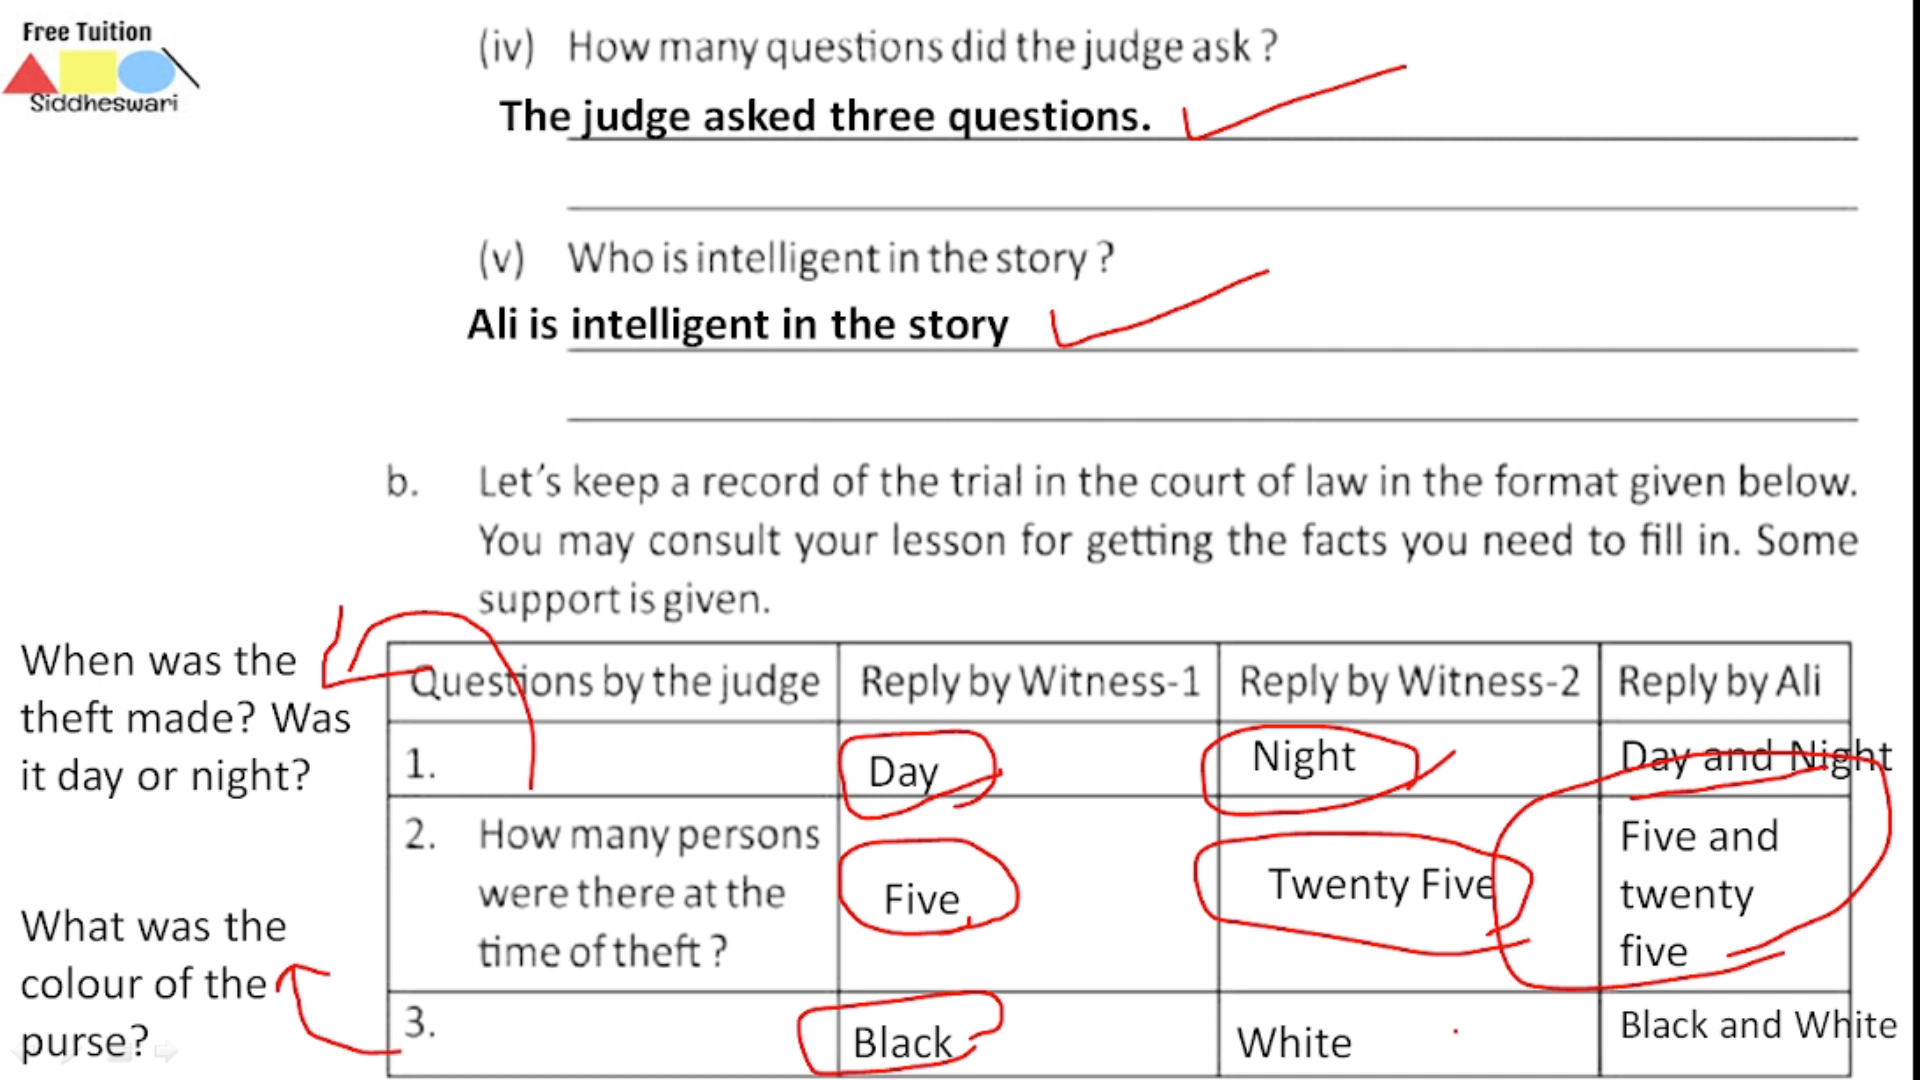 Free Tuition
Siddheswari
(iv) How many questions did the judge ask ?
The judge asked three questions.
(v) Who is intelligent in the story ?
Ali is intelligent in the story
b. Let's keep a record of the trial in the court of law in the format given below.
You may consult your lesson for getting the facts you need to fill in. Some
support is given.
When was the
theft made? Was
it day or night?
What was the
colour of the
purse?
Questions by the judge Reply by Witness-1 Reply by Witness-2 Reply by Ali
1. Day Night Day and Night
2. How many persons
were there at the
time of theft ?
Five
Twenty Five
Five and
twenty
five
3. Black White Black and White